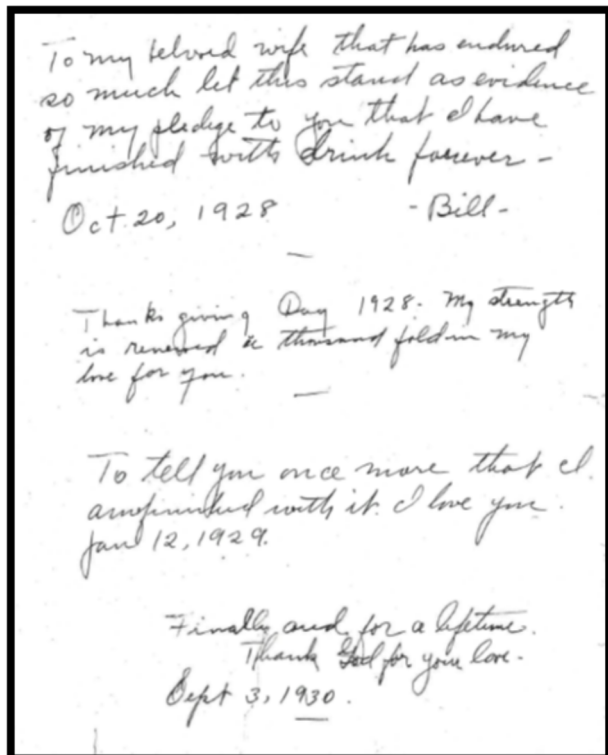 To my beloved wife that has endured
so much let this stand as evidence
of my pledge to you that I have
finished with drink forever -
Oct. 20, 1928 - Bill -
Thanks giving Day 1928. My strength
is renewed a thousand fold in my
love for you.
To tell you once more that I
am finished with it. I love you.
Jan 12, 1929.
Finally and for a lifetime.
Thank God for your love.
Sept 3, 1930.